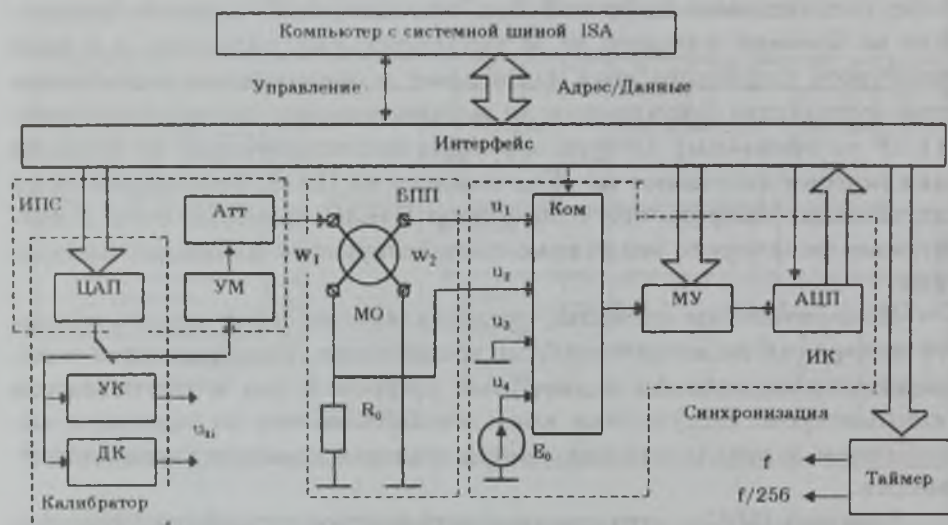 Компьютер с системной шиной ISA
Управление
Адрес/Данные
Интерфейс
ИПС
Атт
БПП
u₁
Ком
W₁
W₂
ЦАП
УМ
u₂
МО
МУ
АЦП
u₃
ИК
УК
R₀
u₄
Синхронизация
ДК
E₀
f
Таймер
f/256
Калибратор